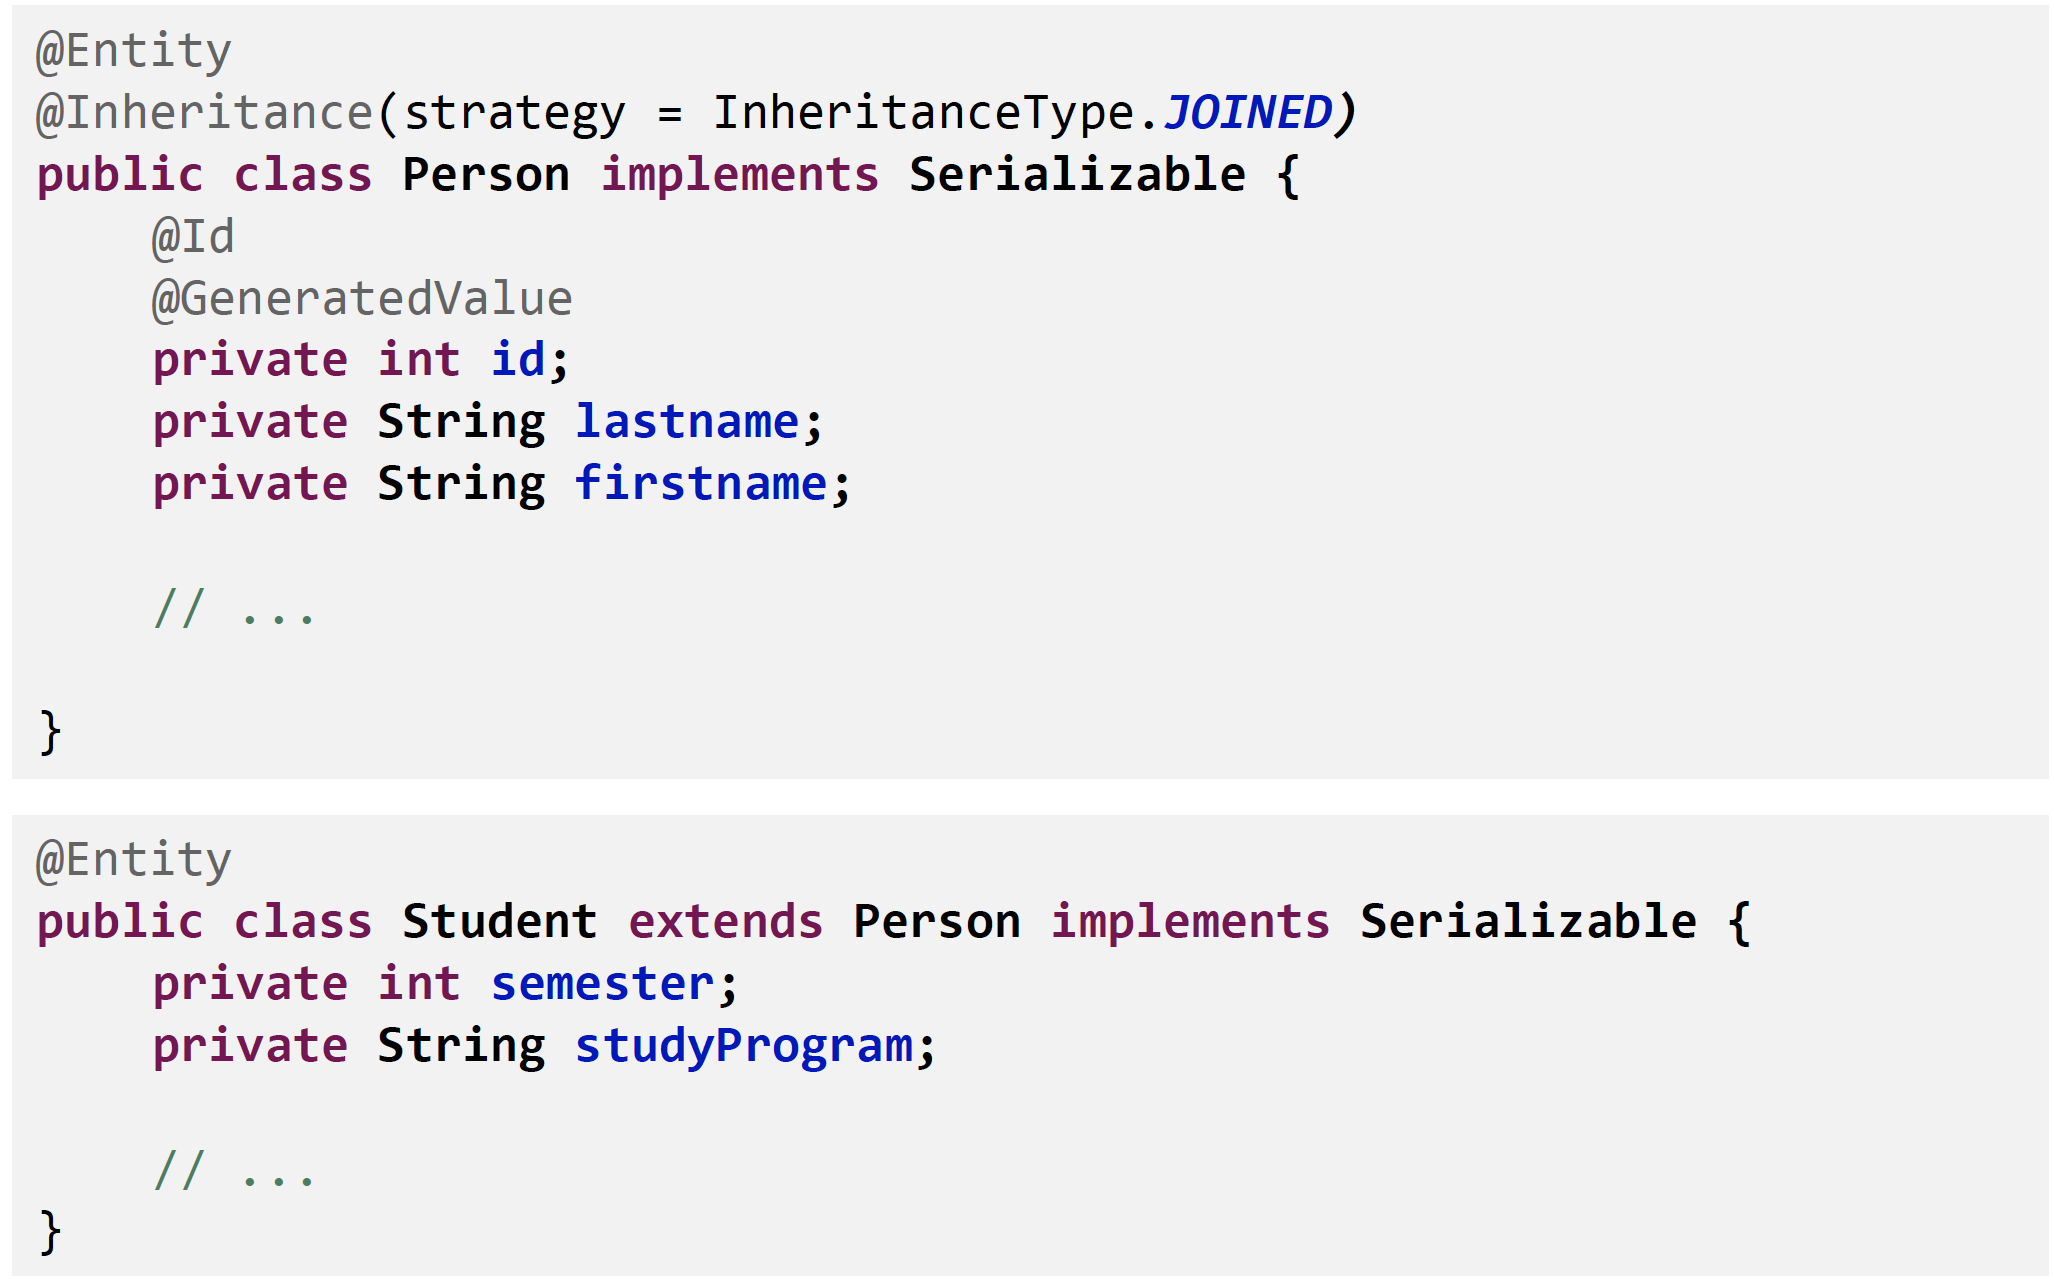 @Entity
@Inheritance(strategy = InheritanceType.JOINED)
public class Person implements Serializable {
@Id
@GeneratedValue
private int id;
private String lastname;
private String firstname;
// ...
}
@Entity
public class Student extends Person implements Serializable {
private int semester;
private String studyProgram;
// ...
}